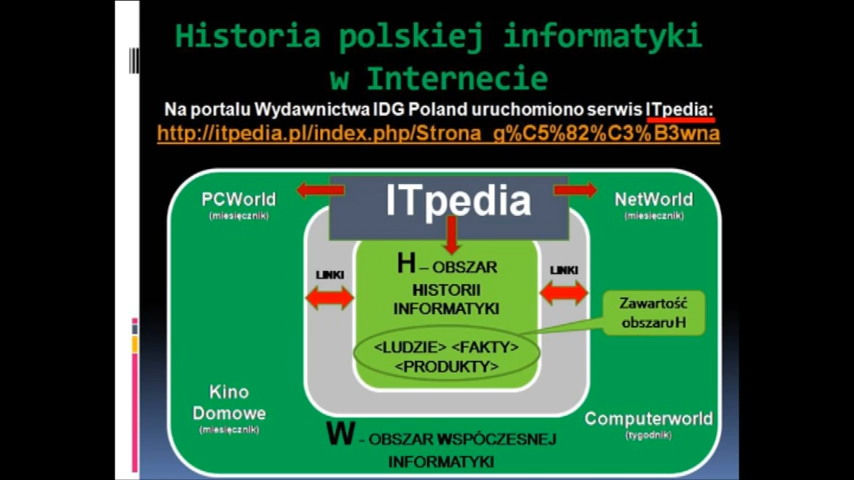 Historia polskiej informatyki
w Internecie
Na portalu Wydawnictwa IDG Poland uruchomiono serwis ITpedia:
http://itpedia.pl/index.php/Strona_g%C5%82%C3%B3wna
ITpedia
PCWorld
(miesięcznik)
NetWorld
(miesięcznik)
H – OBSZAR
HISTORII
INFORMATYKI
LINKI
LINKI
Zawartość
obszaru H
<LUDZIE> <FAKTY>
<PRODUKTY>
Kino
Domowe
(miesięcznik)
Computerworld
(tygodnik)
W - OBSZAR WSPÓCZESNEJ
INFORMATYKI